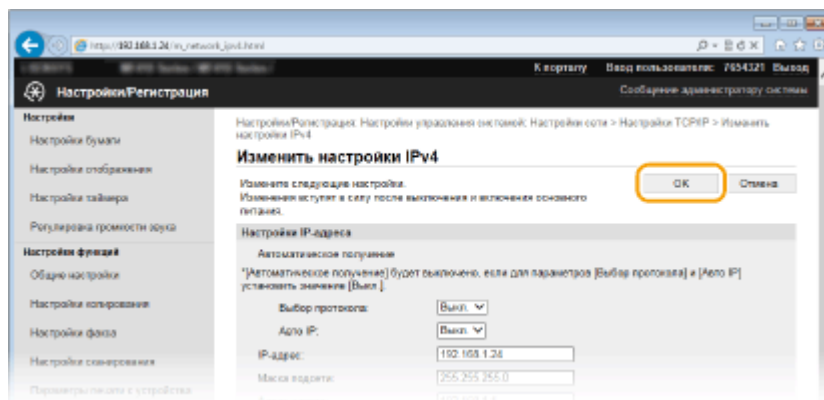 http://192.168.1.24/m_network_ipv4.html
К порталу Ввод пользователя: 7654321 Выход
Настройки/Регистрация
Сообщение администратору системы
Настройки
Настройки бумаги
Настройки отображения
Настройки таймера
Регулировка громкости звука
Настройки функций
Общие настройки
Настройки копирования
Настройки факса
Настройки сканирования
Параметры печати с устройства
Настройки/Регистрация: Настройки управления системой: Настройки сети > Настройки TCP/IP > Изменить
настройки IPv4
Изменить настройки IPv4
Измените следующие настройки.
Изменения вступят в силу после выключения и включения основного
питания.
OK Отмена
Настройки IP-адреса
Автоматическое получение
*[Автоматическое получение] будет выключено, если для параметров [Выбор протокола] и [Авто IP]
установить значение [Выкл.].
Выбор протокола: Выкл.
Авто IP: Выкл.
IP-адрес: 192.168.1.24
Маска подсети: 255.255.255.0